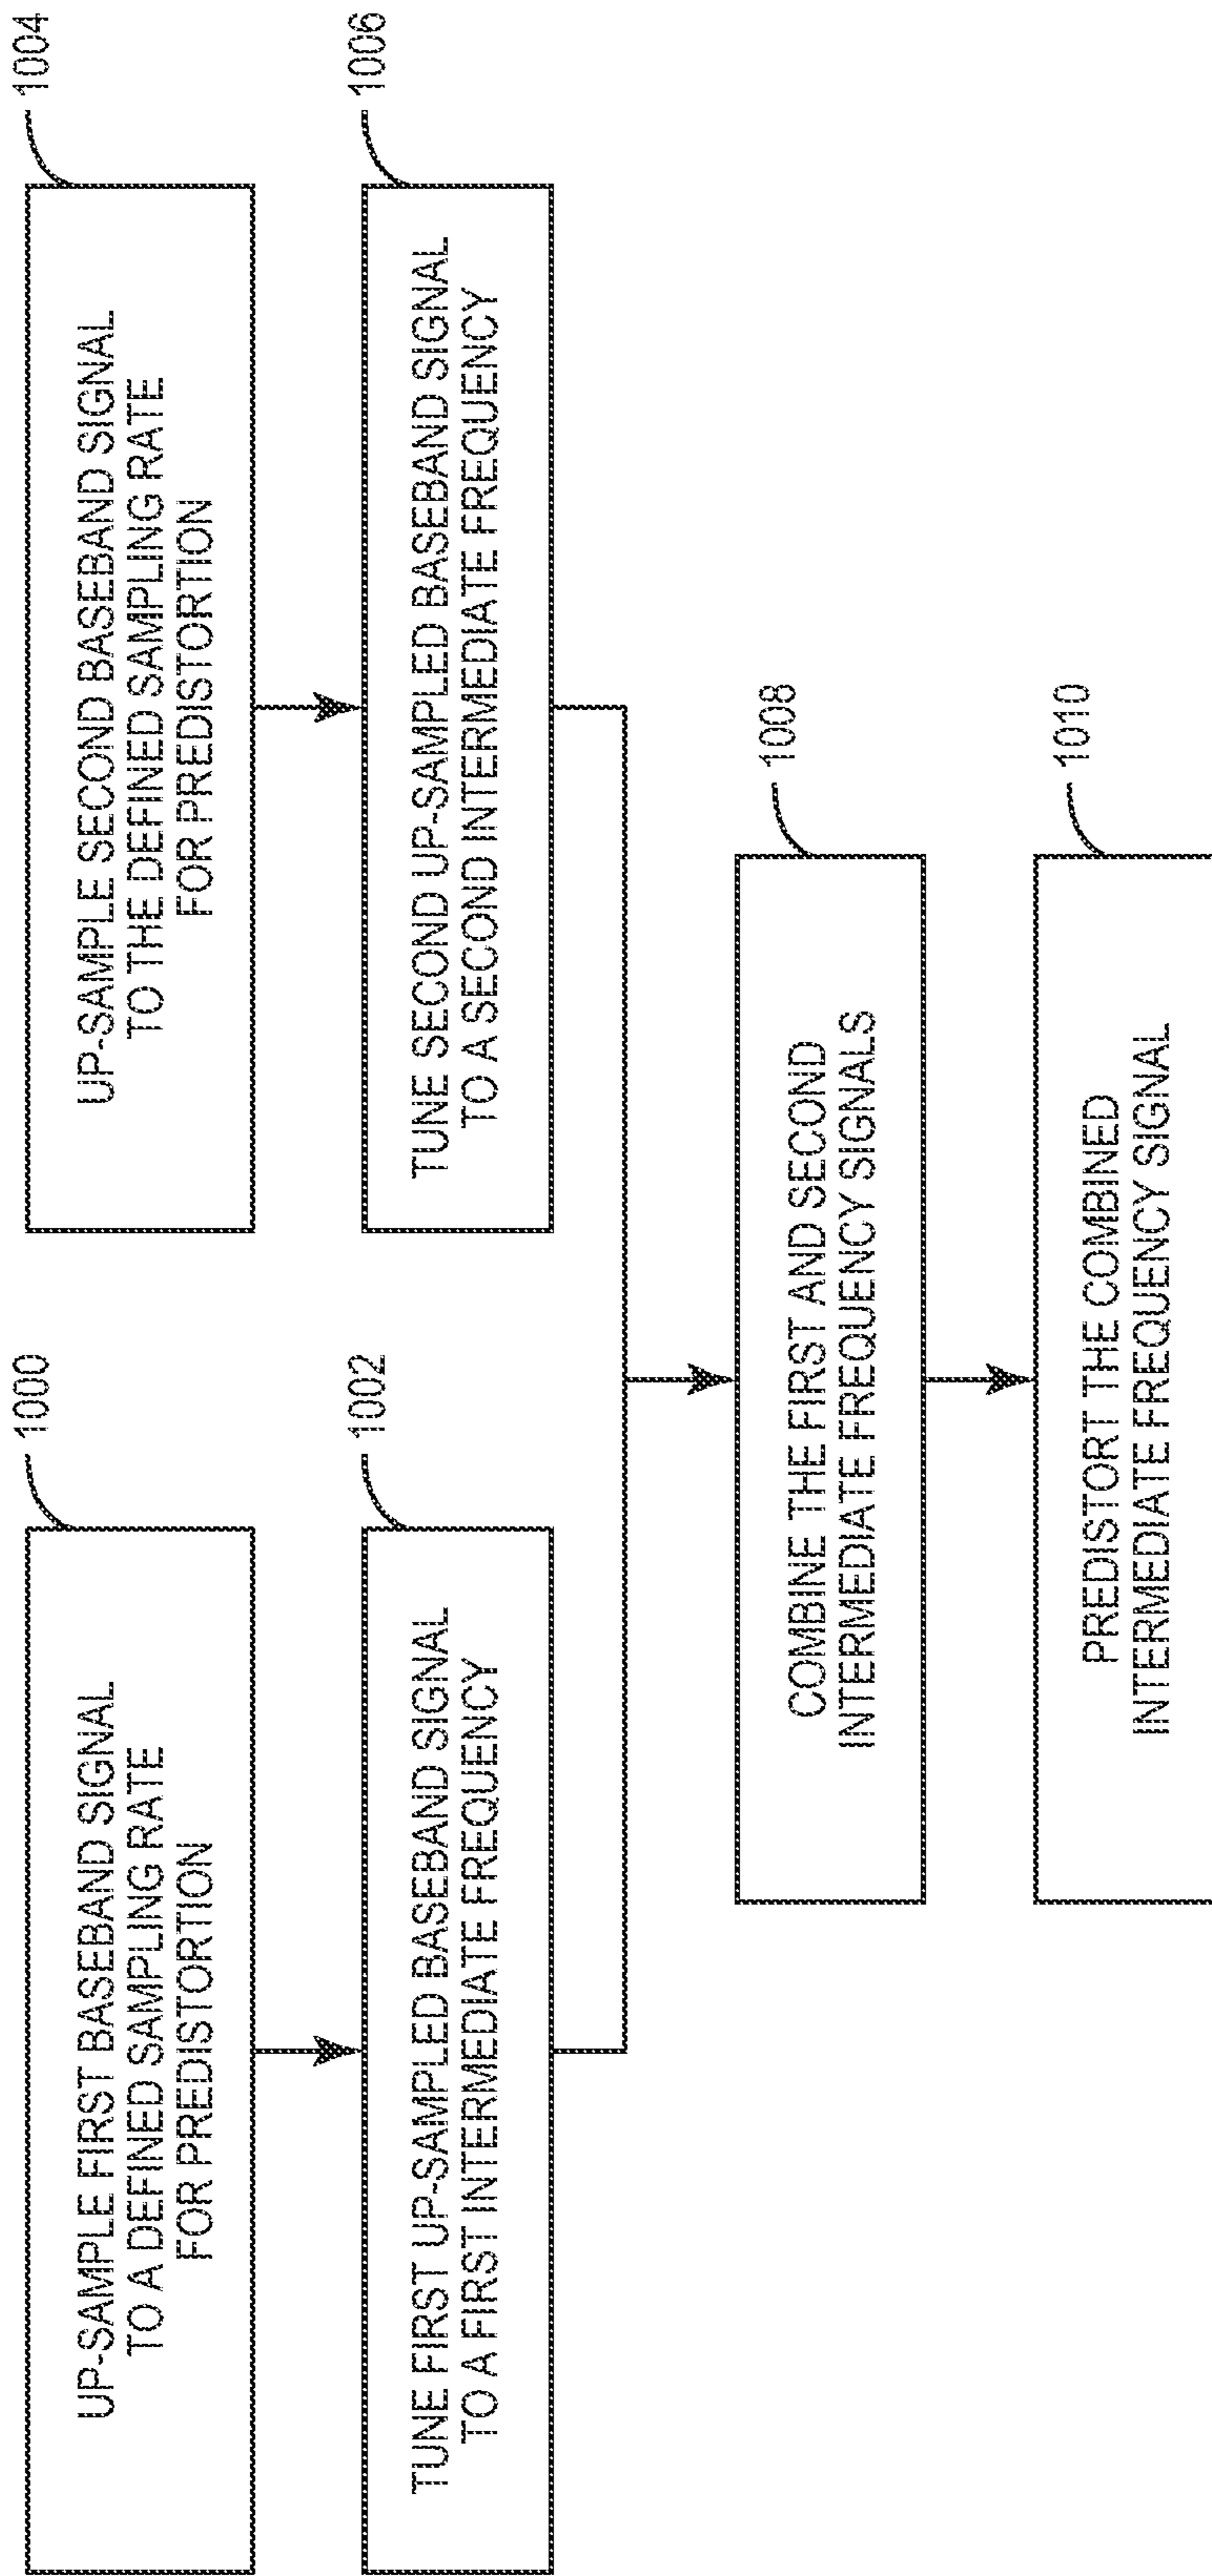 1000
UP-SAMPLE FIRST BASEBAND SIGNAL
TO A DEFINED SAMPLING RATE
FOR PREDISTORTION
1002
TUNE FIRST UP-SAMPLED BASEBAND SIGNAL
TO A FIRST INTERMEDIATE FREQUENCY
1004
UP-SAMPLE SECOND BASEBAND SIGNAL
TO THE DEFINED SAMPLING RATE
FOR PREDISTORTION
1006
TUNE SECOND UP-SAMPLED BASEBAND SIGNAL
TO A SECOND INTERMEDIATE FREQUENCY
1008
COMBINE THE FIRST AND SECOND
INTERMEDIATE FREQUENCY SIGNALS
1010
PREDISTORT THE COMBINED
INTERMEDIATE FREQUENCY SIGNAL